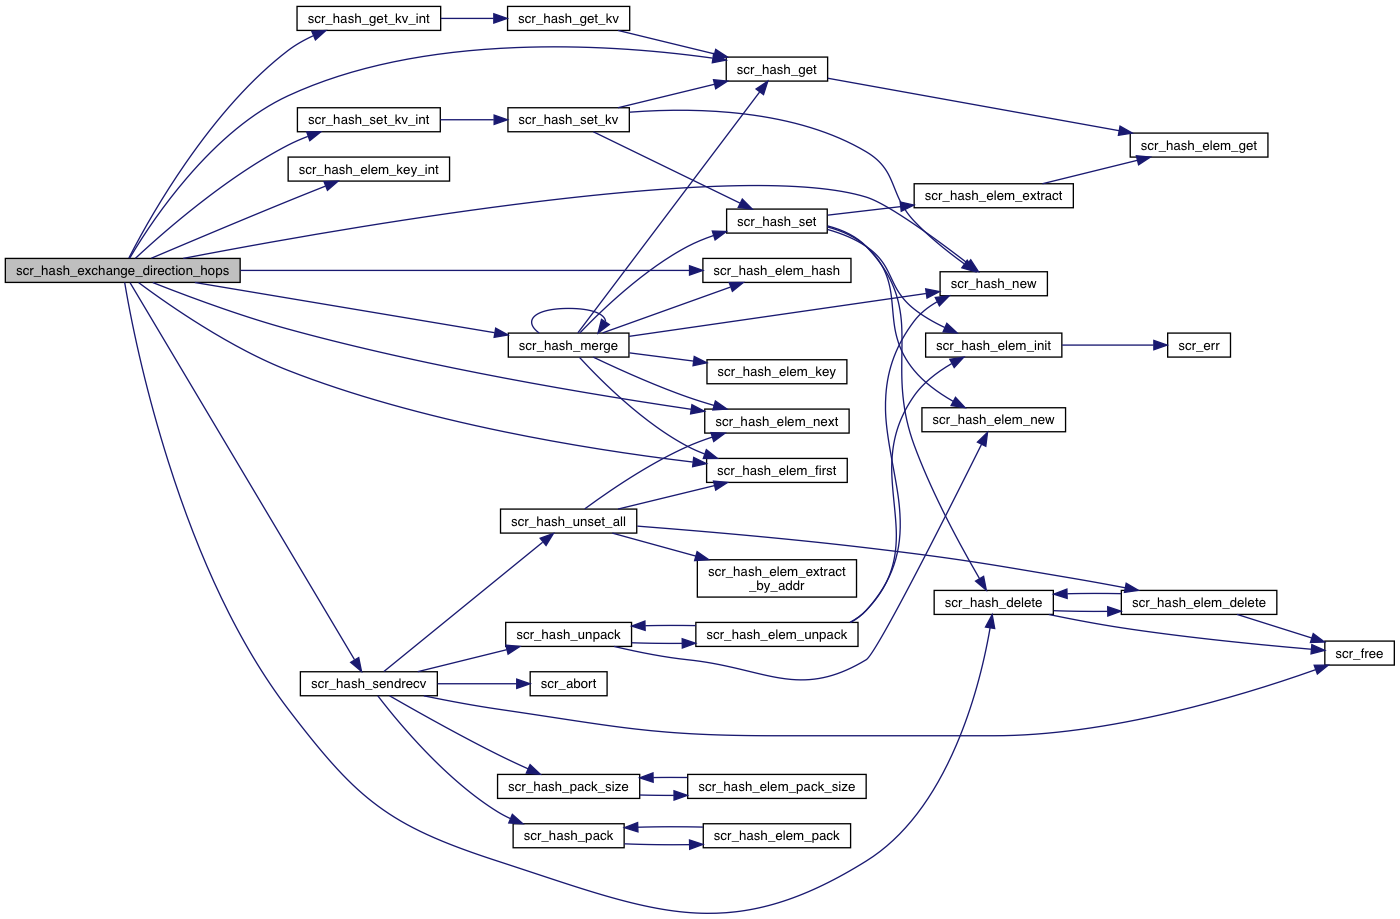 scr_hash_get_kv_int
scr_hash_get_kv
scr_hash_get
scr_hash_set_kv_int
scr_hash_set_kv
scr_hash_elem_get
scr_hash_elem_key_int
scr_hash_elem_extract
scr_hash_set
scr_hash_exchange_direction_hops
scr_hash_elem_hash
scr_hash_new
scr_hash_merge
scr_hash_elem_init
scr_err
scr_hash_elem_key
scr_hash_elem_next
scr_hash_elem_new
scr_hash_elem_first
scr_hash_unset_all
scr_hash_elem_extract
_by_addr
scr_hash_delete
scr_hash_elem_delete
scr_hash_unpack
scr_hash_elem_unpack
scr_free
scr_hash_sendrecv
scr_abort
scr_hash_pack_size
scr_hash_elem_pack_size
scr_hash_pack
scr_hash_elem_pack